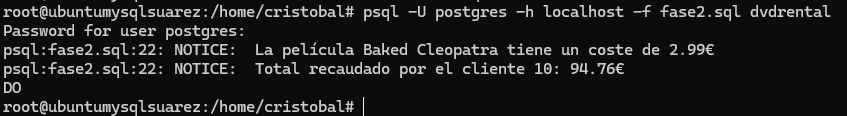 root@ubuntumysqlsuarez:/home/cristobal# psql -U postgres -h localhost -f fase2.sql dvdrental
Password for user postgres:
psql:fase2.sql:22: NOTICE:  La película Baked Cleopatra tiene un coste de 2.99€
psql:fase2.sql:22: NOTICE:  Total recaudado por el cliente 10: 94.76€
DO
root@ubuntumysqlsuarez:/home/cristobal#